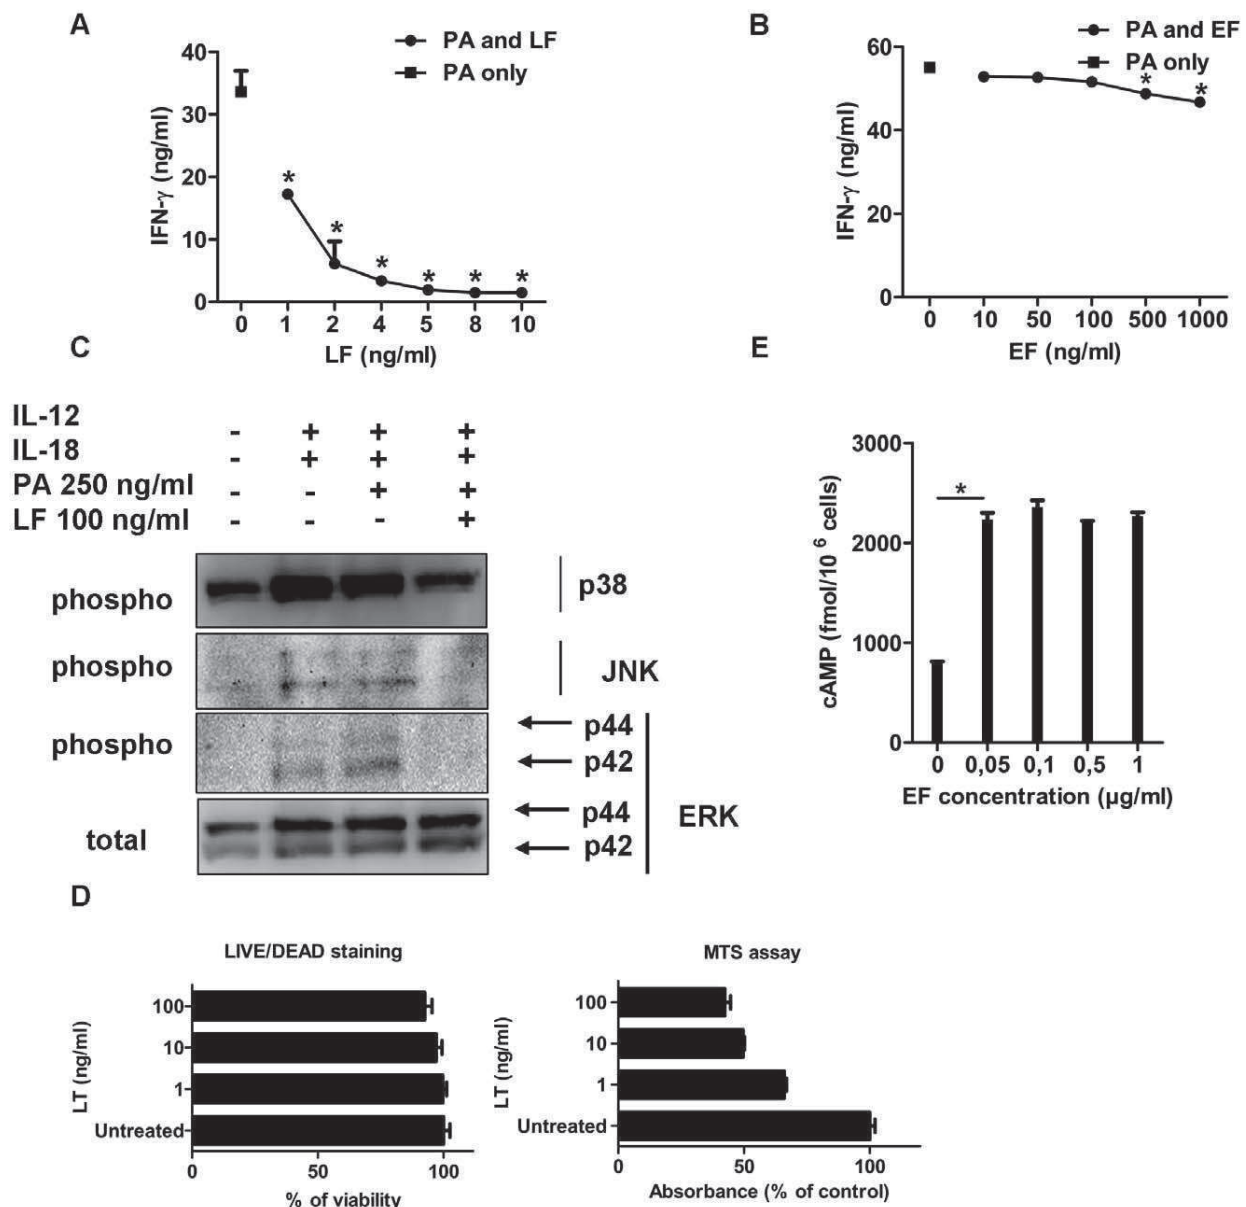 A
PA and LF
PA only
40
30
20
10
0
IFN-γ (ng/ml)
*
*
*
*
*
*
0 1 2 4 5 8 10
LF (ng/ml)
B
PA and EF
PA only
60
40
20
0
IFN-γ (ng/ml)
*
*
0 10 50 100 500 1000
EF (ng/ml)
C
IL-12 - + + +
IL-18 - + + +
PA 250 ng/ml - - + +
LF 100 ng/ml - - - +
phospho p38
phospho JNK
phospho p44
p42
total p44
p42
ERK
E
3000
2000
1000
0
cAMP (fmol/10 6 cells)
*
0 0,05 0,1 0,5 1
EF concentration (µg/ml)
D
LIVE/DEAD staining
LT (ng/ml)
100
10
1
Untreated
0 50 100
% of viability
MTS assay
LT (ng/ml)
100
10
1
Untreated
0 50 100
Absorbance (% of control)